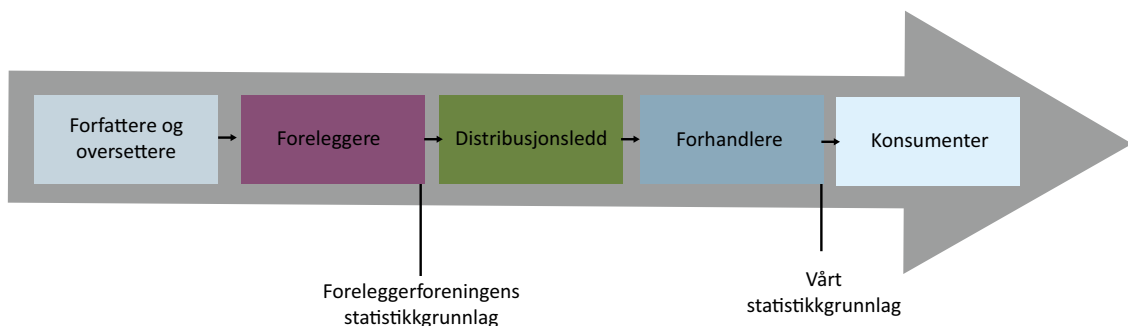 Forfattere og
oversettere
Foreleggere
Distribusjonsledd
Forhandlere
Konsumenter
Foreleggerforeningens
statistikkgrunnlag
Vårt
statistikkgrunnlag